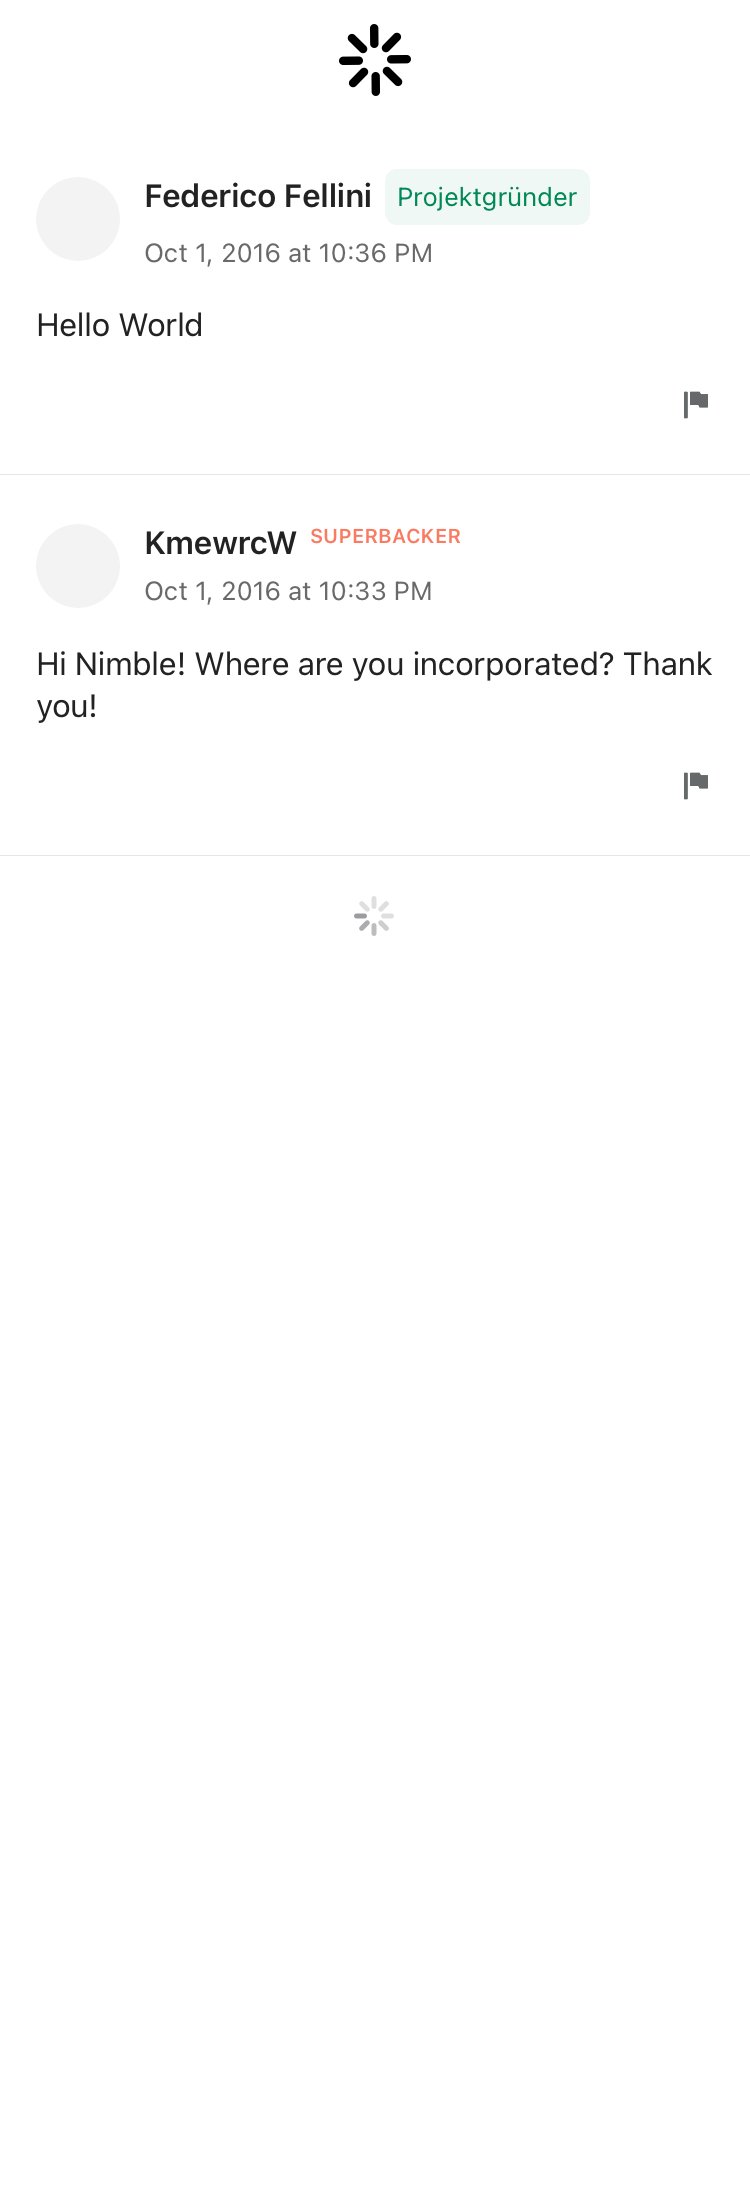 Federico Fellini Projektgründer
Oct 1, 2016 at 10:36 PM
Hello World
KmewrcW SUPERBACKER
Oct 1, 2016 at 10:33 PM
Hi Nimble! Where are you incorporated? Thank
you!